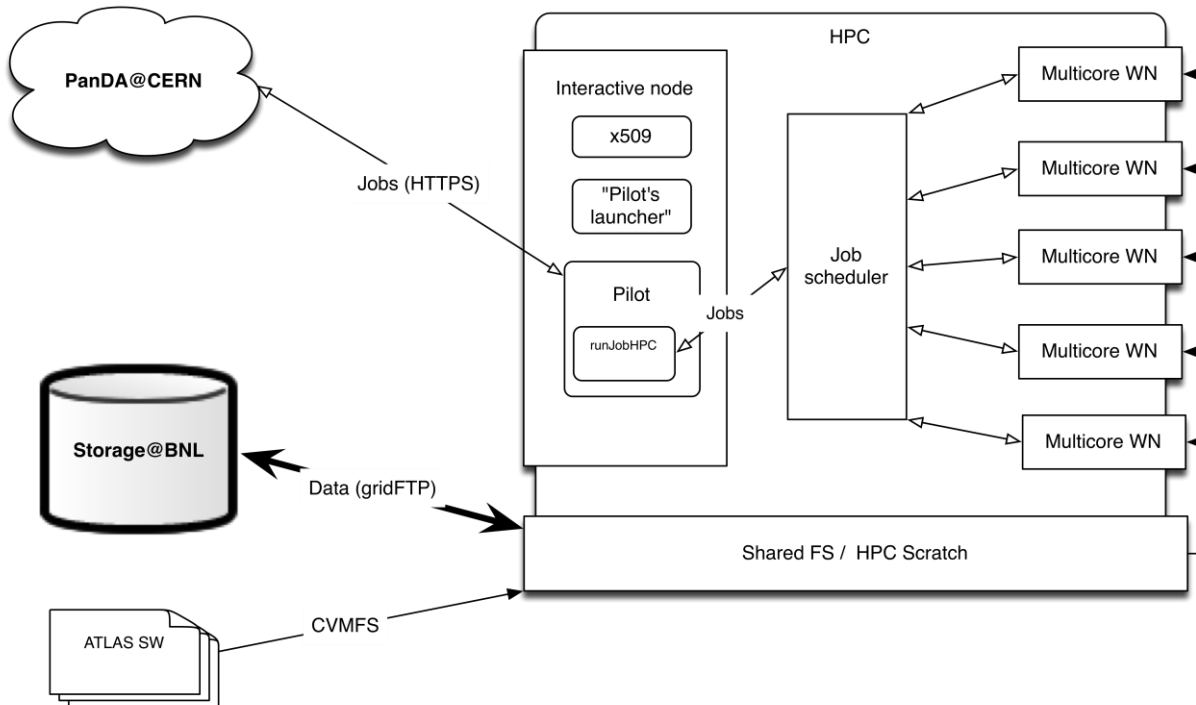 HPC
PanDA@CERN
Interactive node
x509
"Pilot's
launcher"
Jobs (HTTPS)
Pilot
runJobHPC
Jobs
Job
scheduler
Multicore WN
Multicore WN
Multicore WN
Multicore WN
Multicore WN
Storage@BNL
Data (gridFTP)
Shared FS / HPC Scratch
ATLAS SW
CVMFS